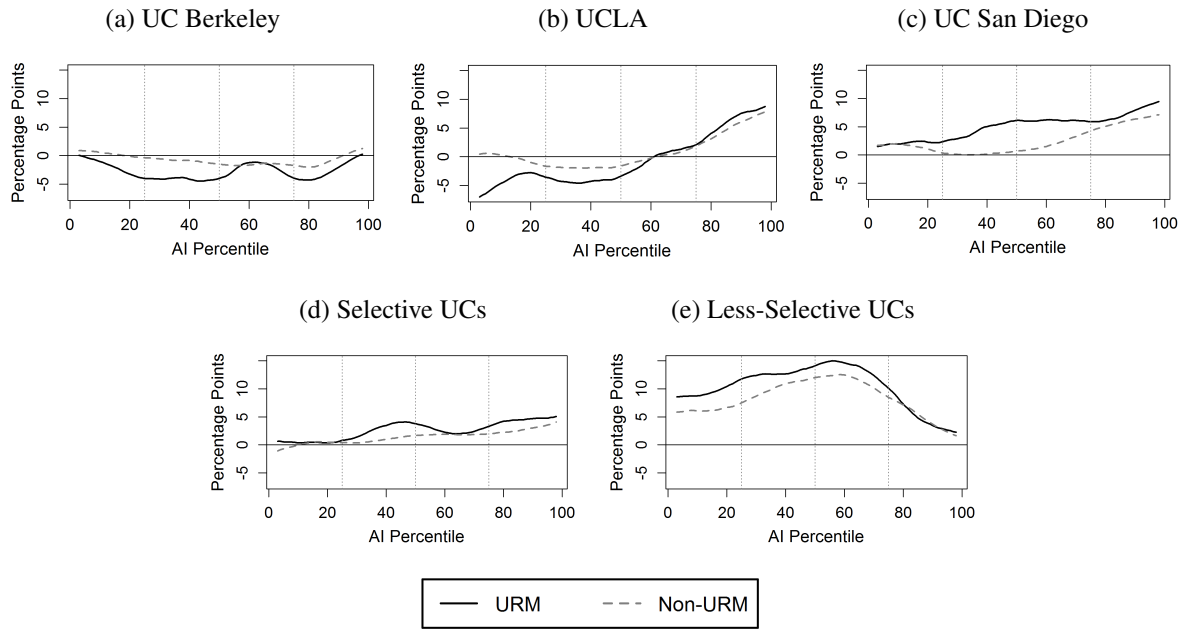 (a) UC Berkeley
(b) UCLA
(c) UC San Diego
Percentage Points
-5 0 5 10
0 20 40 60 80 100
AI Percentile
Percentage Points
-5 0 5 10
0 20 40 60 80 100
AI Percentile
Percentage Points
-5 0 5 10
0 20 40 60 80 100
AI Percentile
(d) Selective UCs
(e) Less-Selective UCs
Percentage Points
-5 0 5 10
0 20 40 60 80 100
AI Percentile
Percentage Points
-5 0 5 10
0 20 40 60 80 100
AI Percentile
URM Non-URM